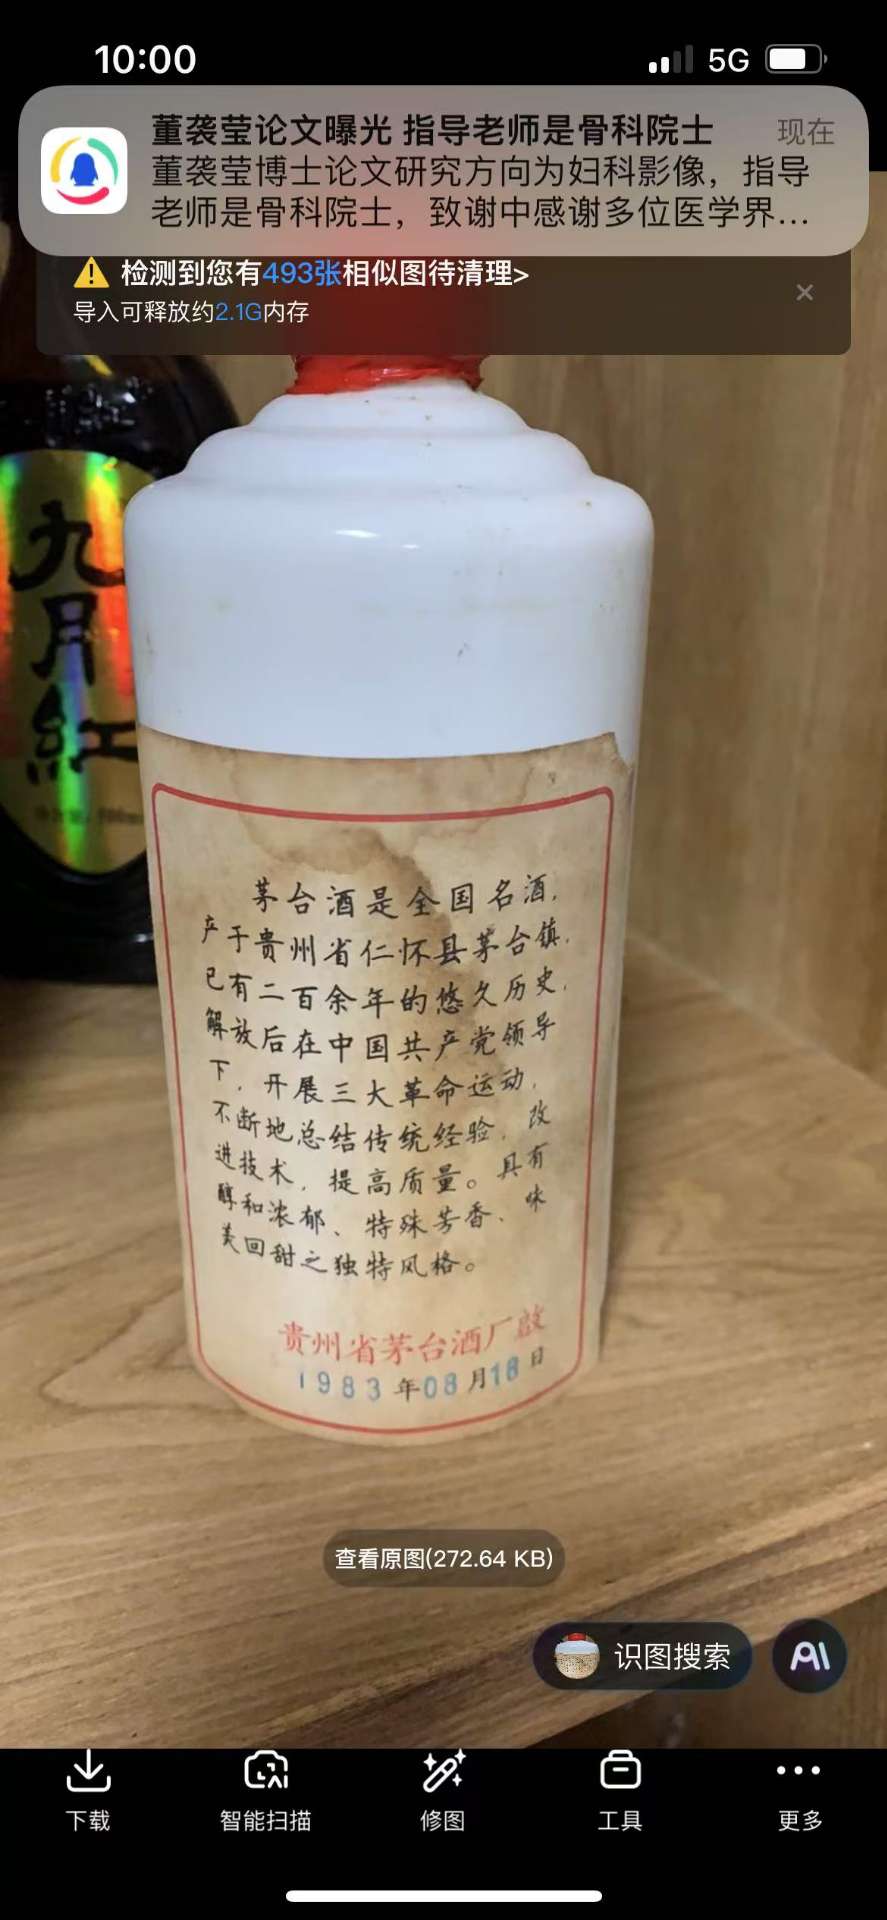 10:00
5G
董袭莹论文曝光 指导老师是骨科院士
现在
董袭莹博士论文研究方向为妇科影像，指导
老师是骨科院士，致谢中感谢多位医学界...
检测到您有493张相似图待清理>
导入可释放约2.1G内存
九月紅
茅台酒是全国名酒，
产于贵州省仁怀县茅台镇，
已有二百余年的悠久历史，
解放后在中国共产党领导
下，开展三大革命运动，
不断地总结传统经验，改
进技术，提高质量。具有
醇和浓郁、特殊芳香、味
美回甜之独特风格。
贵州省茅台酒厂啟
1983年08月18日
查看原图(272.64 KB)
识图搜索
AI
下载
智能扫描
修图
工具
更多